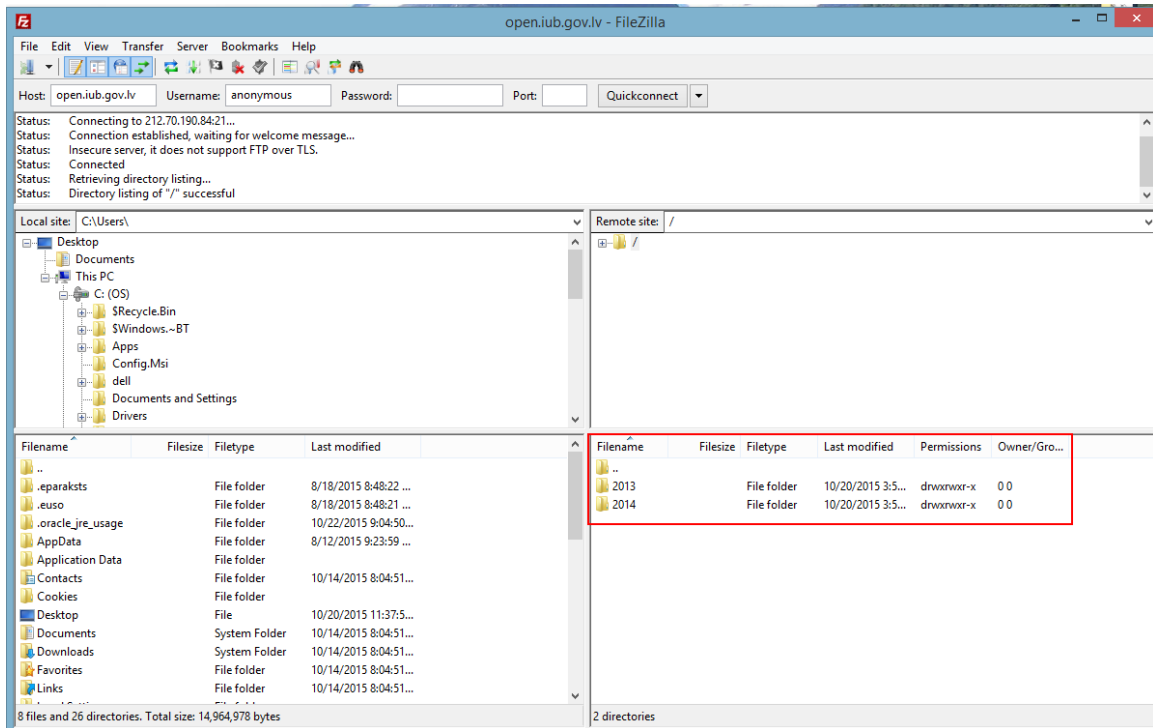 open.iub.gov.lv - FileZilla
File Edit View Transfer Server Bookmarks Help
Host: open.iub.gov.lv Username: anonymous Password: Port: Quickconnect
Status: Connecting to 212.70.190.84:21...
Status: Connection established, waiting for welcome message...
Status: Insecure server, it does not support FTP over TLS.
Status: Connected
Status: Retrieving directory listing...
Status: Directory listing of "/" successful
Local site: C:\Users\
Desktop
Documents
This PC
C: (OS)
$Recycle.Bin
$Windows.~BT
Apps
Config.Msi
dell
Documents and Settings
Drivers
Remote site: /
/
Filename Filesize Filetype Last modified
..
.eparaksts File folder 8/18/2015 8:48:22 ...
.euso File folder 8/18/2015 8:48:21 ...
.oracle_jre_usage File folder 10/22/2015 9:04:50...
AppData File folder 8/12/2015 9:23:59 ...
Application Data File folder
Contacts File folder 10/14/2015 8:04:51...
Cookies File folder
Desktop File 10/20/2015 11:37:5...
Documents System Folder 10/14/2015 8:04:51...
Downloads System Folder 10/14/2015 8:04:51...
Favorites File folder 10/14/2015 8:04:51...
Links File folder 10/14/2015 8:04:51...
8 files and 26 directories. Total size: 14,964,978 bytes
Filename Filesize Filetype Last modified Permissions Owner/Gro...
..
2013 File folder 10/20/2015 3:5... drwxrwxr-x 0 0
2014 File folder 10/20/2015 3:5... drwxrwxr-x 0 0
2 directories